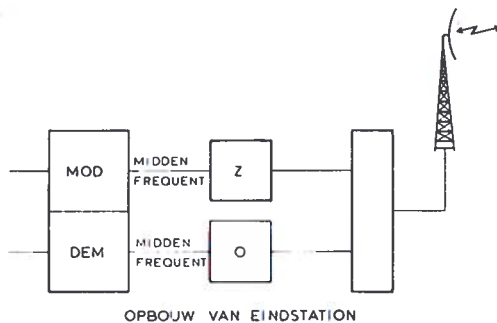 MOD
MIDDEN
FREQUENT
Z
DEM
MIDDEN
FREQUENT
O
OPBOUW VAN EINDSTATION